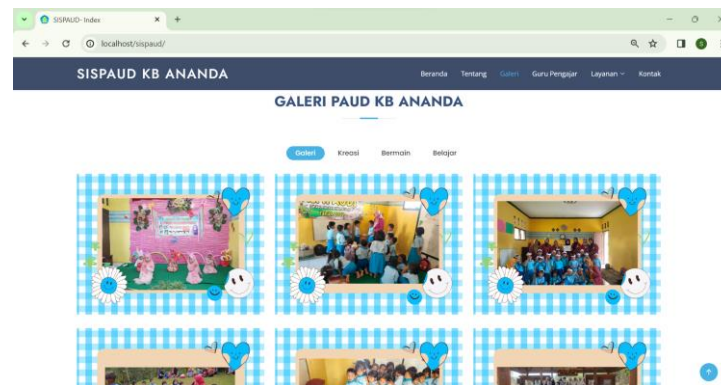 SISPAUD- Index
localhost/sispaud/
SISPAUD KB ANANDA
Beranda Tentang Galeri Guru Pengajar Layanan Kontak
GALERI PAUD KB ANANDA
Galeri Kreasi Bermain Belajar